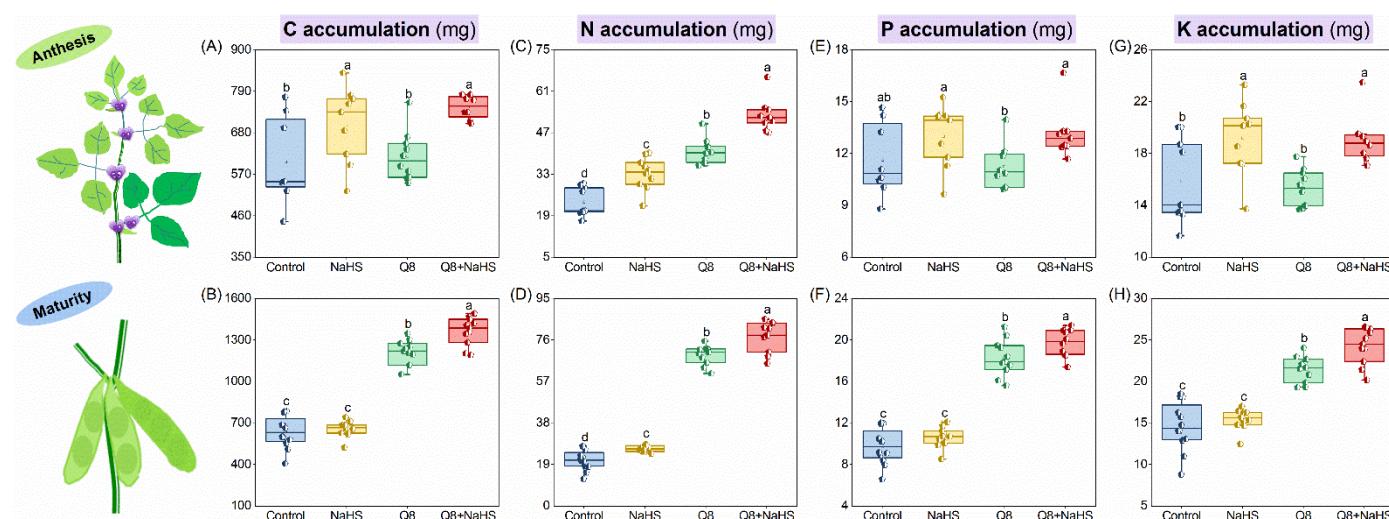 C accumulation (mg)
N accumulation (mg)
P accumulation (mg)
K accumulation (mg)
Anthesis
(A)
900
790
680
570
460
350
b
a
b
a
Control
NaHS
Q8
Q8+NaHS
(C)
75
61
47
33
19
5
d
c
b
a
Control
NaHS
Q8
Q8+NaHS
(E)
18
15
12
9
6
ab
a
b
a
Control
NaHS
Q8
Q8+NaHS
(G)
26
22
18
14
10
b
a
b
a
Control
NaHS
Q8
Q8+NaHS
Maturity
(B)
1600
1300
1000
700
400
100
c
c
b
a
Control
NaHS
Q8
Q8+NaHS
(D)
95
76
57
38
19
0
d
c
b
a
Control
NaHS
Q8
Q8+NaHS
(F)
24
20
16
12
8
4
c
c
b
a
Control
NaHS
Q8
Q8+NaHS
(H)
30
25
20
15
10
5
c
c
b
a
Control
NaHS
Q8
Q8+NaHS